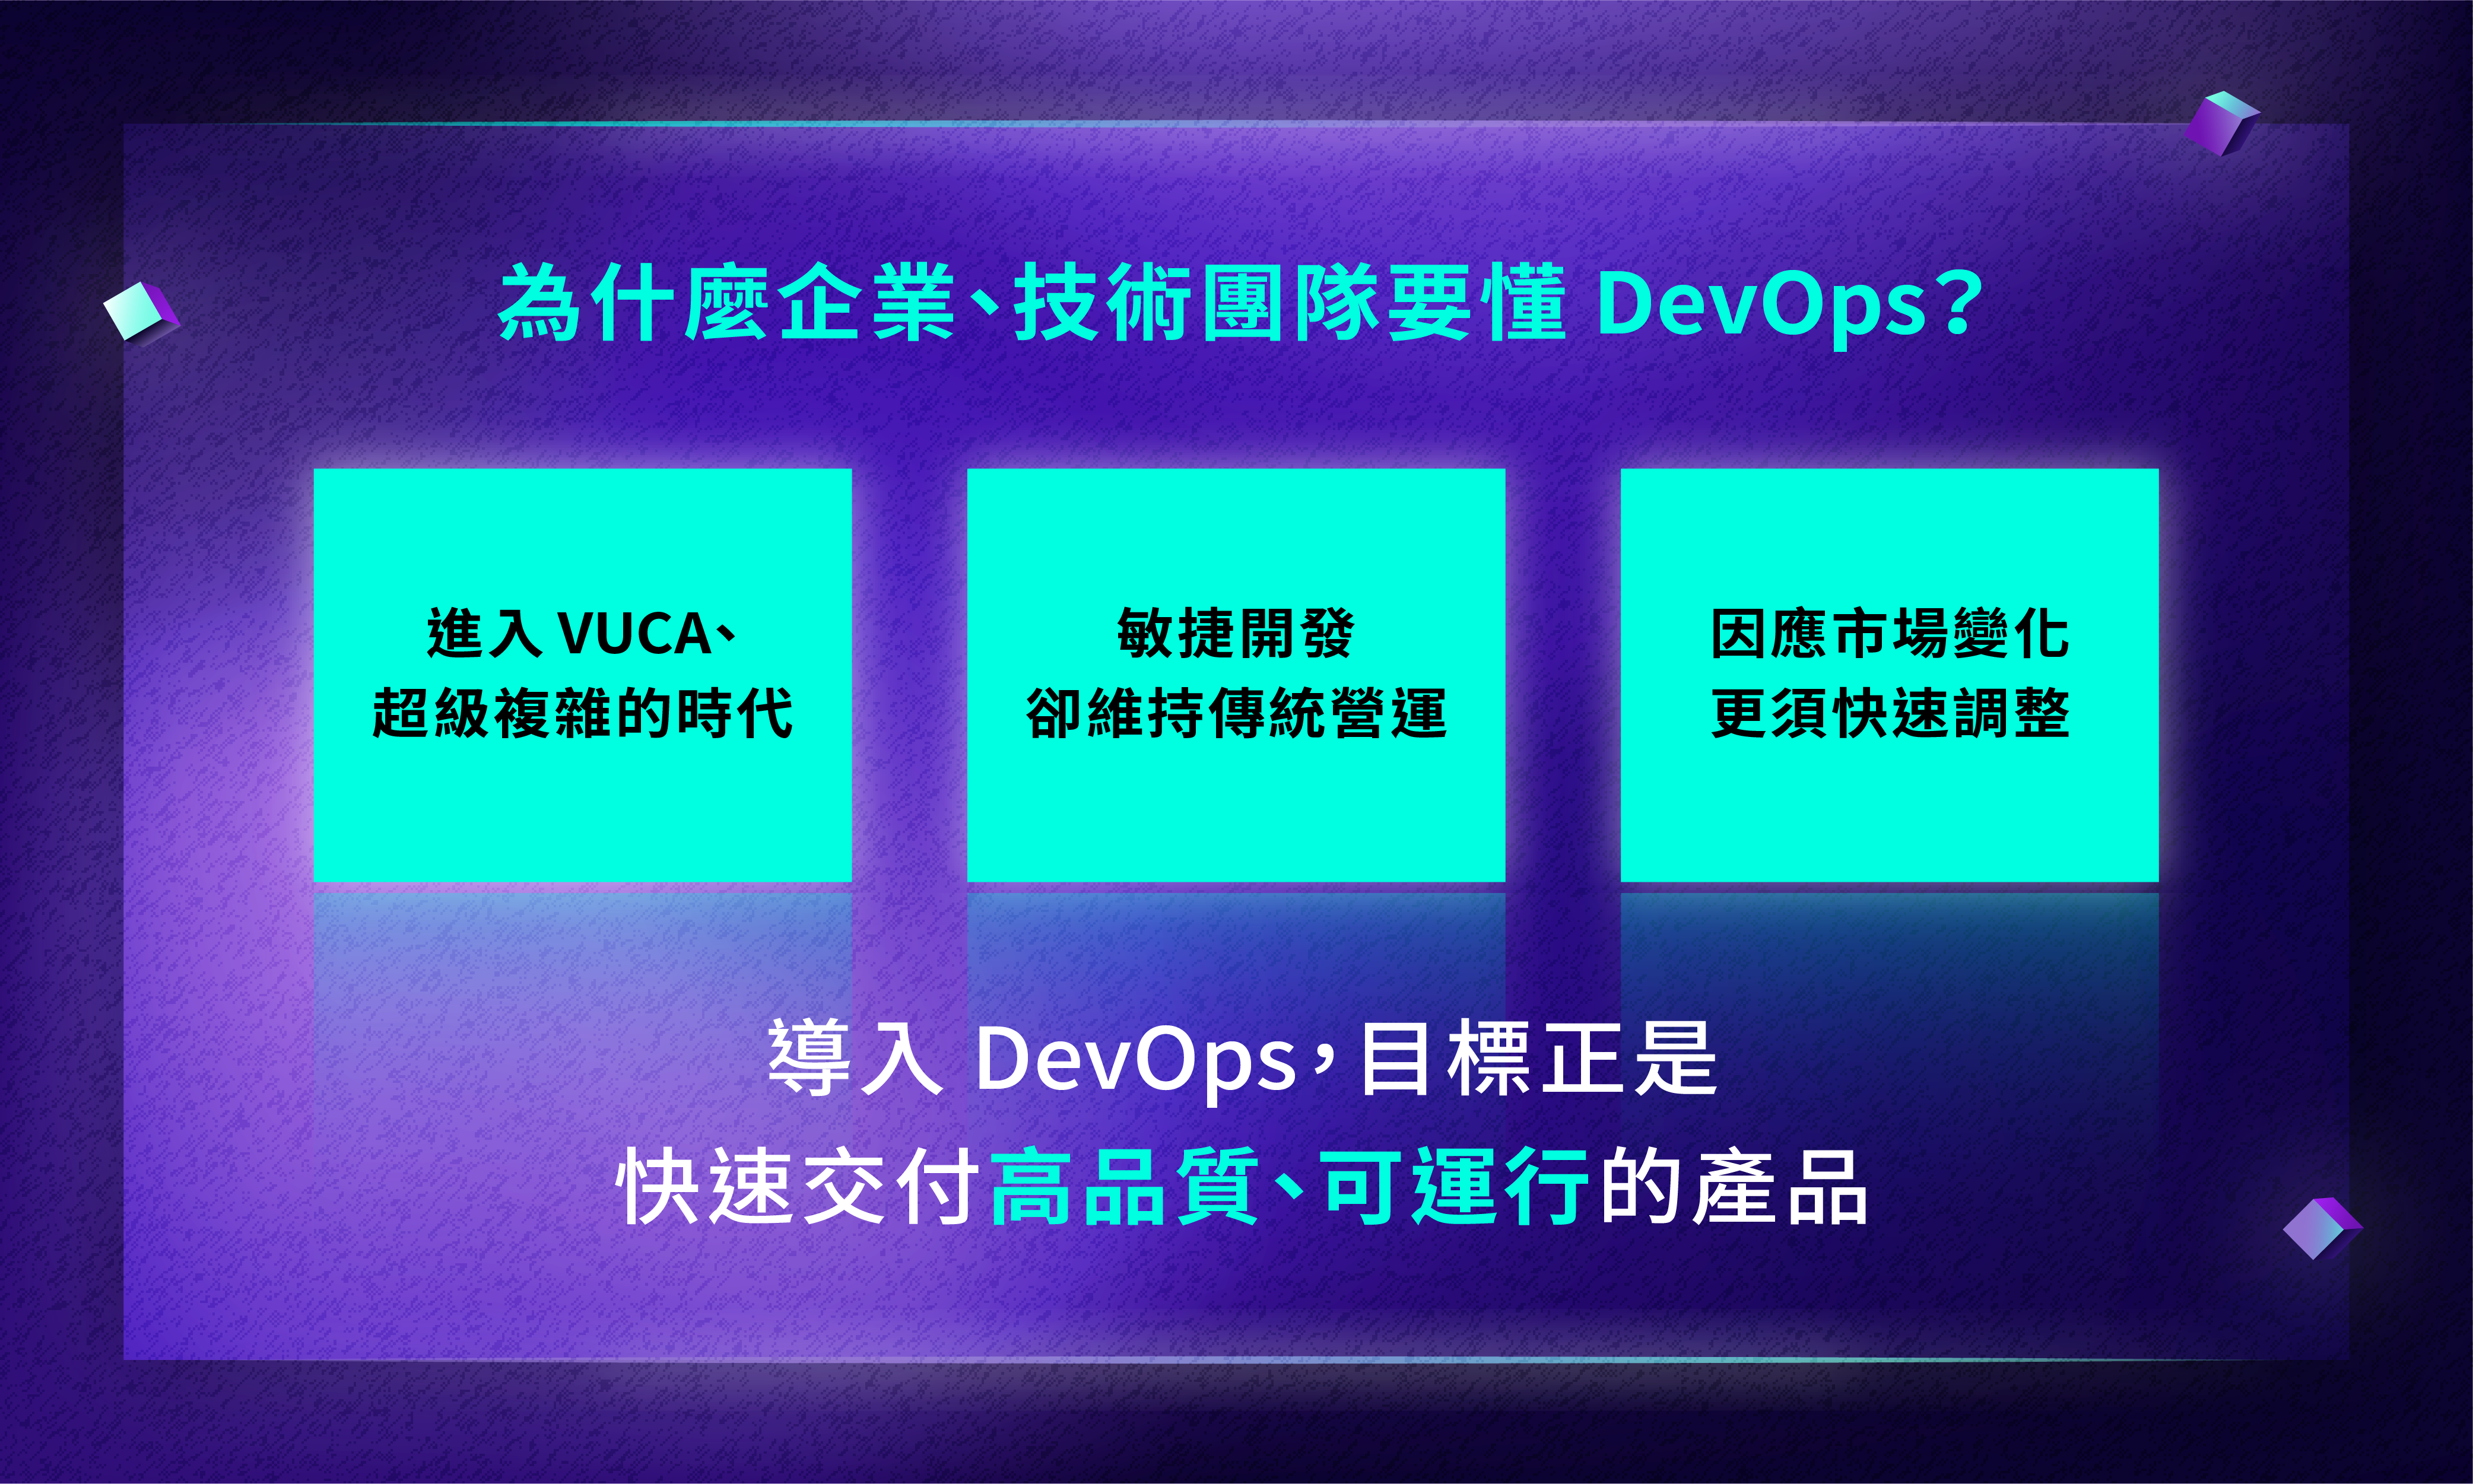 為什麼企業、技術團隊要懂 DevOps？
進入 VUCA、
超級複雜的時代
敏捷開發
卻維持傳統營運
因應市場變化
更須快速調整
導入 DevOps，目標正是
快速交付高品質、可運行的產品